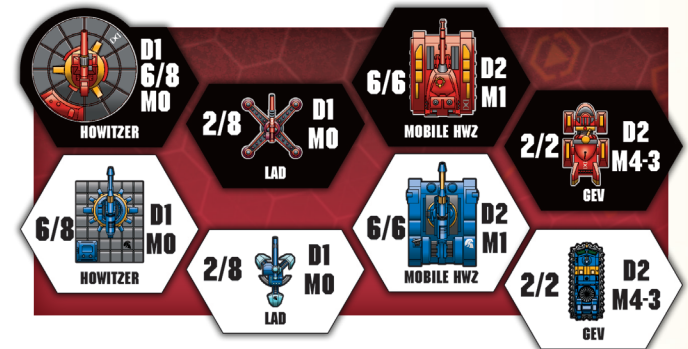 D1
6/8
M0
HOWITZER
2/8
D1
M0
LAD
6/6
D2
M1
MOBILE HWZ
2/2
D2
M4-3
GEV
6/8
D1
M0
HOWITZER
2/8
D1
M0
LAD
6/6
D2
M1
MOBILE HWZ
2/2
D2
M4-3
GEV